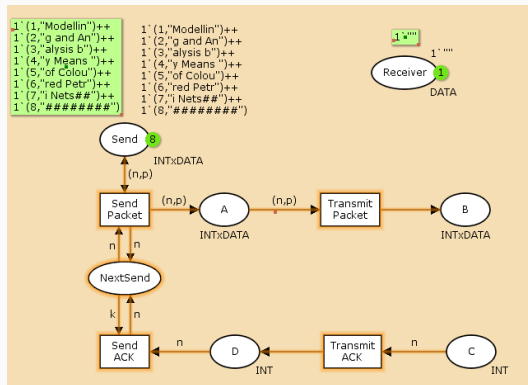 1`(1,"Modellin")++
1`(2,"g and An")++
1`(3,"alysis b")++
1`(4,"y Means ")++
1`(5,"of Colou")++
1`(6,"red Petr")++
1`(7,"i Nets##")++
1`(8,"########")
1`(1,"Modellin")++
1`(2,"g and An")++
1`(3,"alysis b")++
1`(4,"y Means ")++
1`(5,"of Colou")++
1`(6,"red Petr")++
1`(7,"i Nets##")++
1`(8,"########")
1`""
1`""
Receiver
1
DATA
Send
8
INTxDATA
(n,p)
Send
Packet
(n,p)
A
INTxDATA
(n,p)
Transmit
Packet
B
INTxDATA
n
n
NextSend
k
n
Send
ACK
n
D
INT
Transmit
ACK
n
C
INT